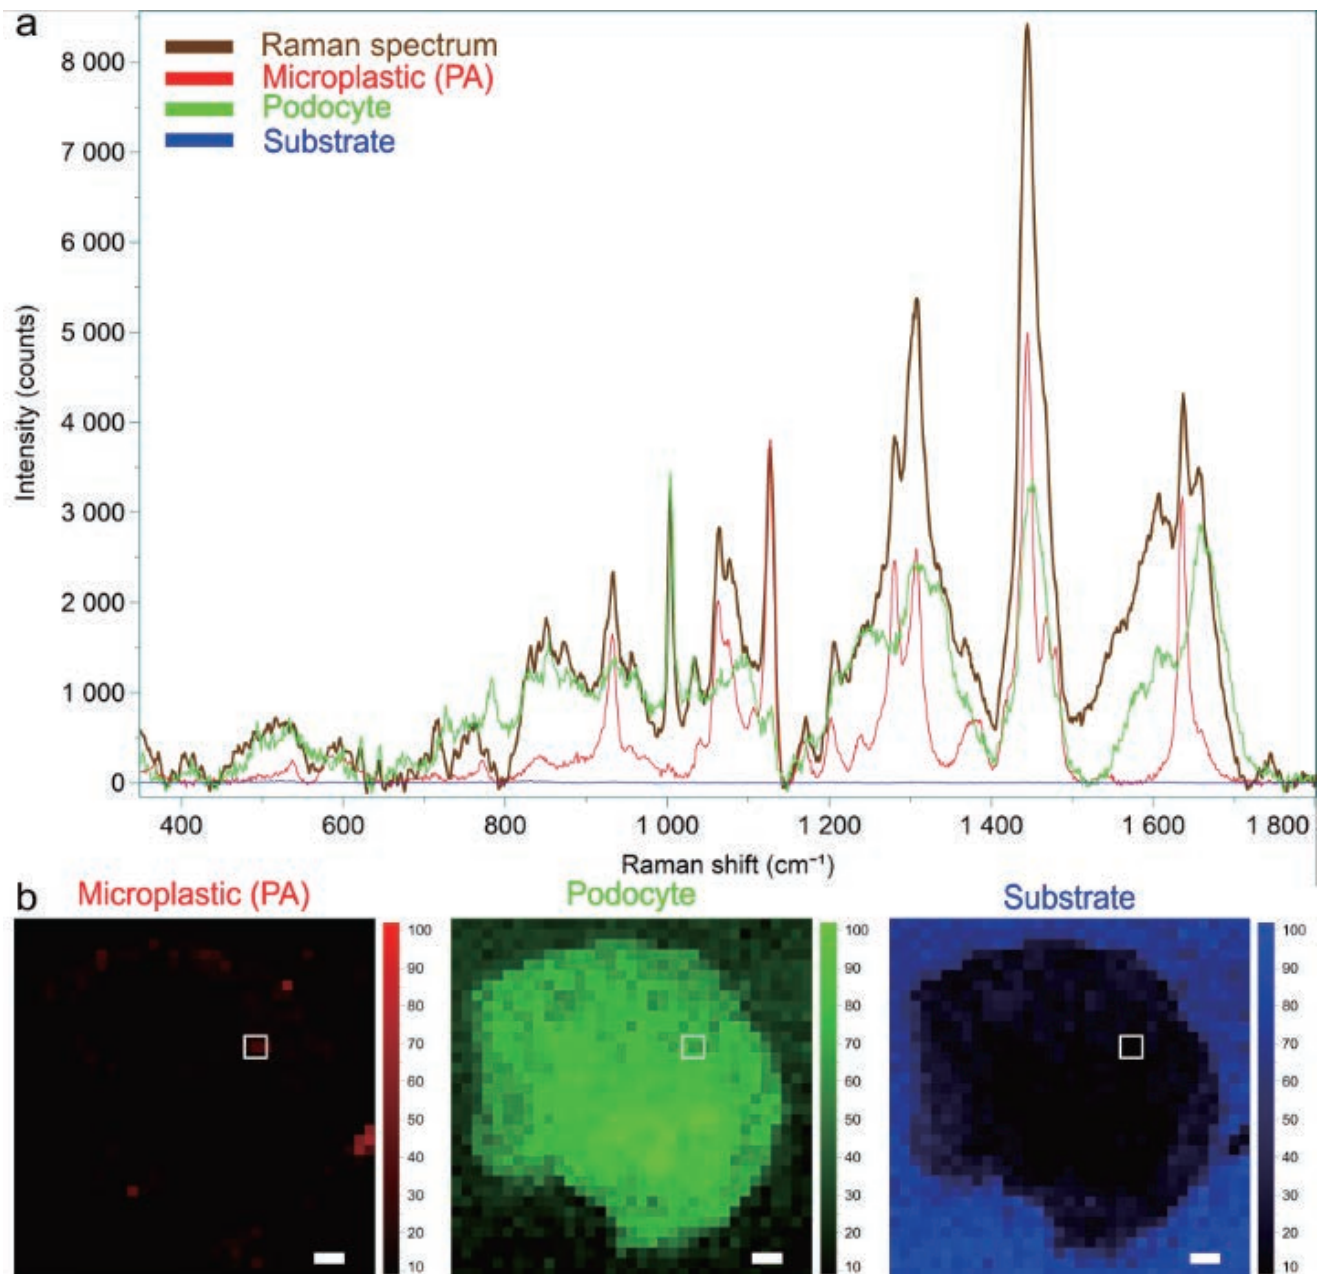 a
Raman spectrum
Microplastic (PA)
Podocyte
Substrate
8 000
7 000
6 000
5 000
4 000
3 000
2 000
1 000
0
Intensity (counts)
400 600 800 1 000 1 200 1 400 1 600 1 800
Raman shift (cm⁻¹)
b
Microplastic (PA) Podocyte Substrate
100 100 100
90 90 90
80 80 80
70 70 70
60 60 60
50 50 50
40 40 40
30 30 30
20 20 20
10 10 10